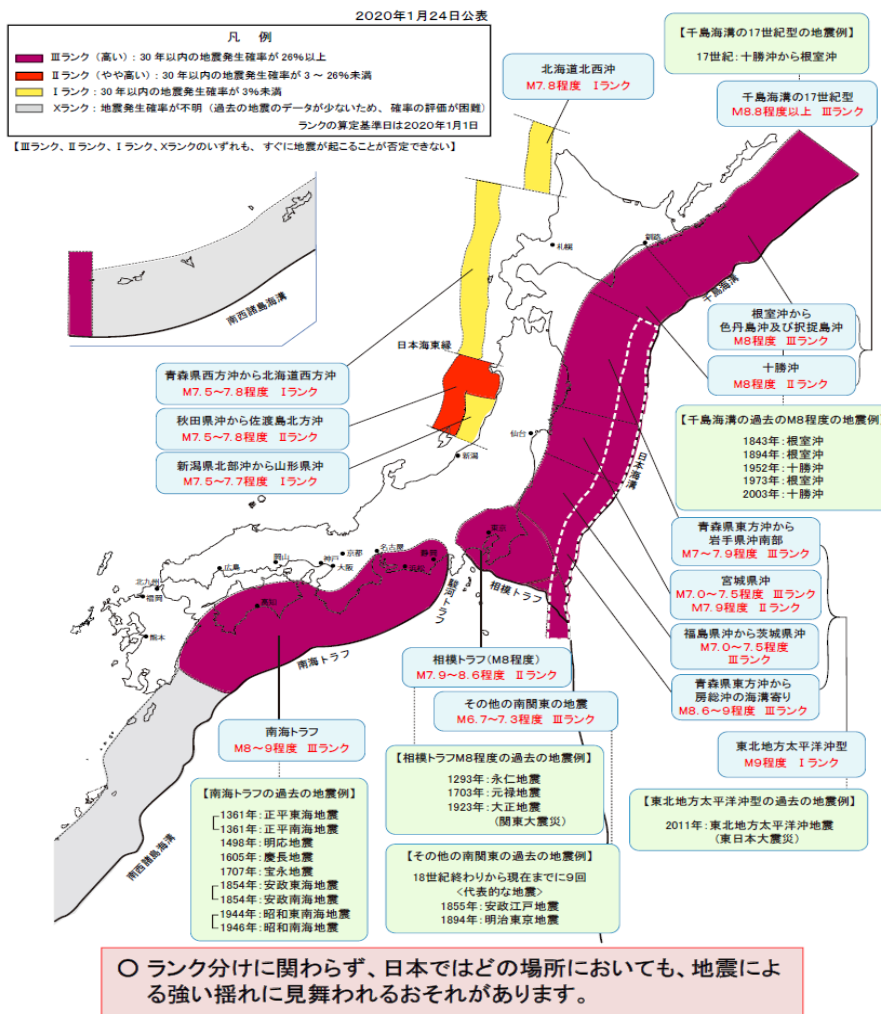 2020年1月24日公表
凡　例
Ⅲランク（高い）：30年以内の地震発生確率が26％以上
Ⅱランク（やや高い）：30年以内の地震発生確率が3～26％未満
Ⅰランク：30年以内の地震発生確率が3％未満
Xランク：地震発生確率が不明（過去の地震のデータが少ないため、確率の評価が困難）
ランクの算定基準日は2020年1月1日
【Ⅲランク、Ⅱランク、Ⅰランク、Xランクのいずれも、すぐに地震が起こることが否定できない】
北海道北西沖
M7.8程度　Ⅰランク
【千島海溝の17世紀型の地震例】
17世紀：十勝沖から根室沖
千島海溝の17世紀型
M8.8程度以上　Ⅲランク
札幌
釧路
千島海溝
南西諸島海溝
日本海東縁
根室沖から
色丹島沖及び択捉島沖
M8程度　Ⅲランク
十勝沖
M8程度　Ⅱランク
青森県西方沖から北海道西方沖
M7.5～7.8程度　Ⅰランク
秋田県沖から佐渡島北方沖
M7.5～7.8程度　Ⅱランク
新潟県北部沖から山形県沖
M7.5～7.7程度　Ⅰランク
仙台
新潟
日本海溝
【千島海溝の過去のM8程度の地震例】
1843年：根室沖
1894年：根室沖
1952年：十勝沖
1973年：根室沖
2003年：十勝沖
青森県東方沖から
岩手県沖南部
M7～7.9程度　Ⅲランク
宮城県沖
M7.0～7.5程度　Ⅲランク
M7.9程度　Ⅱランク
福島県沖から茨城県沖
M7.0～7.5程度
Ⅲランク
青森県東方沖から
房総沖の海溝寄り
M8.6～9程度　Ⅲランク
東北地方太平洋沖型
M9程度　Ⅰランク
【東北地方太平洋沖型の過去の地震例】
2011年：東北地方太平洋沖地震
（東日本大震災）
東京
静岡
浜松
名古屋
京都
神戸
大阪
岡山
広島
高知
北九州
福岡
熊本
駿河トラフ
相模トラフ
南海トラフ
南西諸島海溝
相模トラフ（M8程度）
M7.9～8.6程度　Ⅱランク
その他の南関東の地震
M6.7～7.3程度　Ⅲランク
南海トラフ
M8～9程度　Ⅲランク
【南海トラフの過去の地震例】
1361年：正平東海地震
1361年：正平南海地震
1498年：明応地震
1605年：慶長地震
1707年：宝永地震
1854年：安政東海地震
1854年：安政南海地震
1944年：昭和東南海地震
1946年：昭和南海地震
【相模トラフM8程度の過去の地震例】
1293年：永仁地震
1703年：元禄地震
1923年：大正地震
（関東大震災）
【その他の南関東の過去の地震例】
18世紀終わりから現在までに9回
＜代表的な地震＞
1855年：安政江戸地震
1894年：明治東京地震
○ ランク分けに関わらず、日本ではどの場所においても、地震によ
る強い揺れに見舞われるおそれがあります。